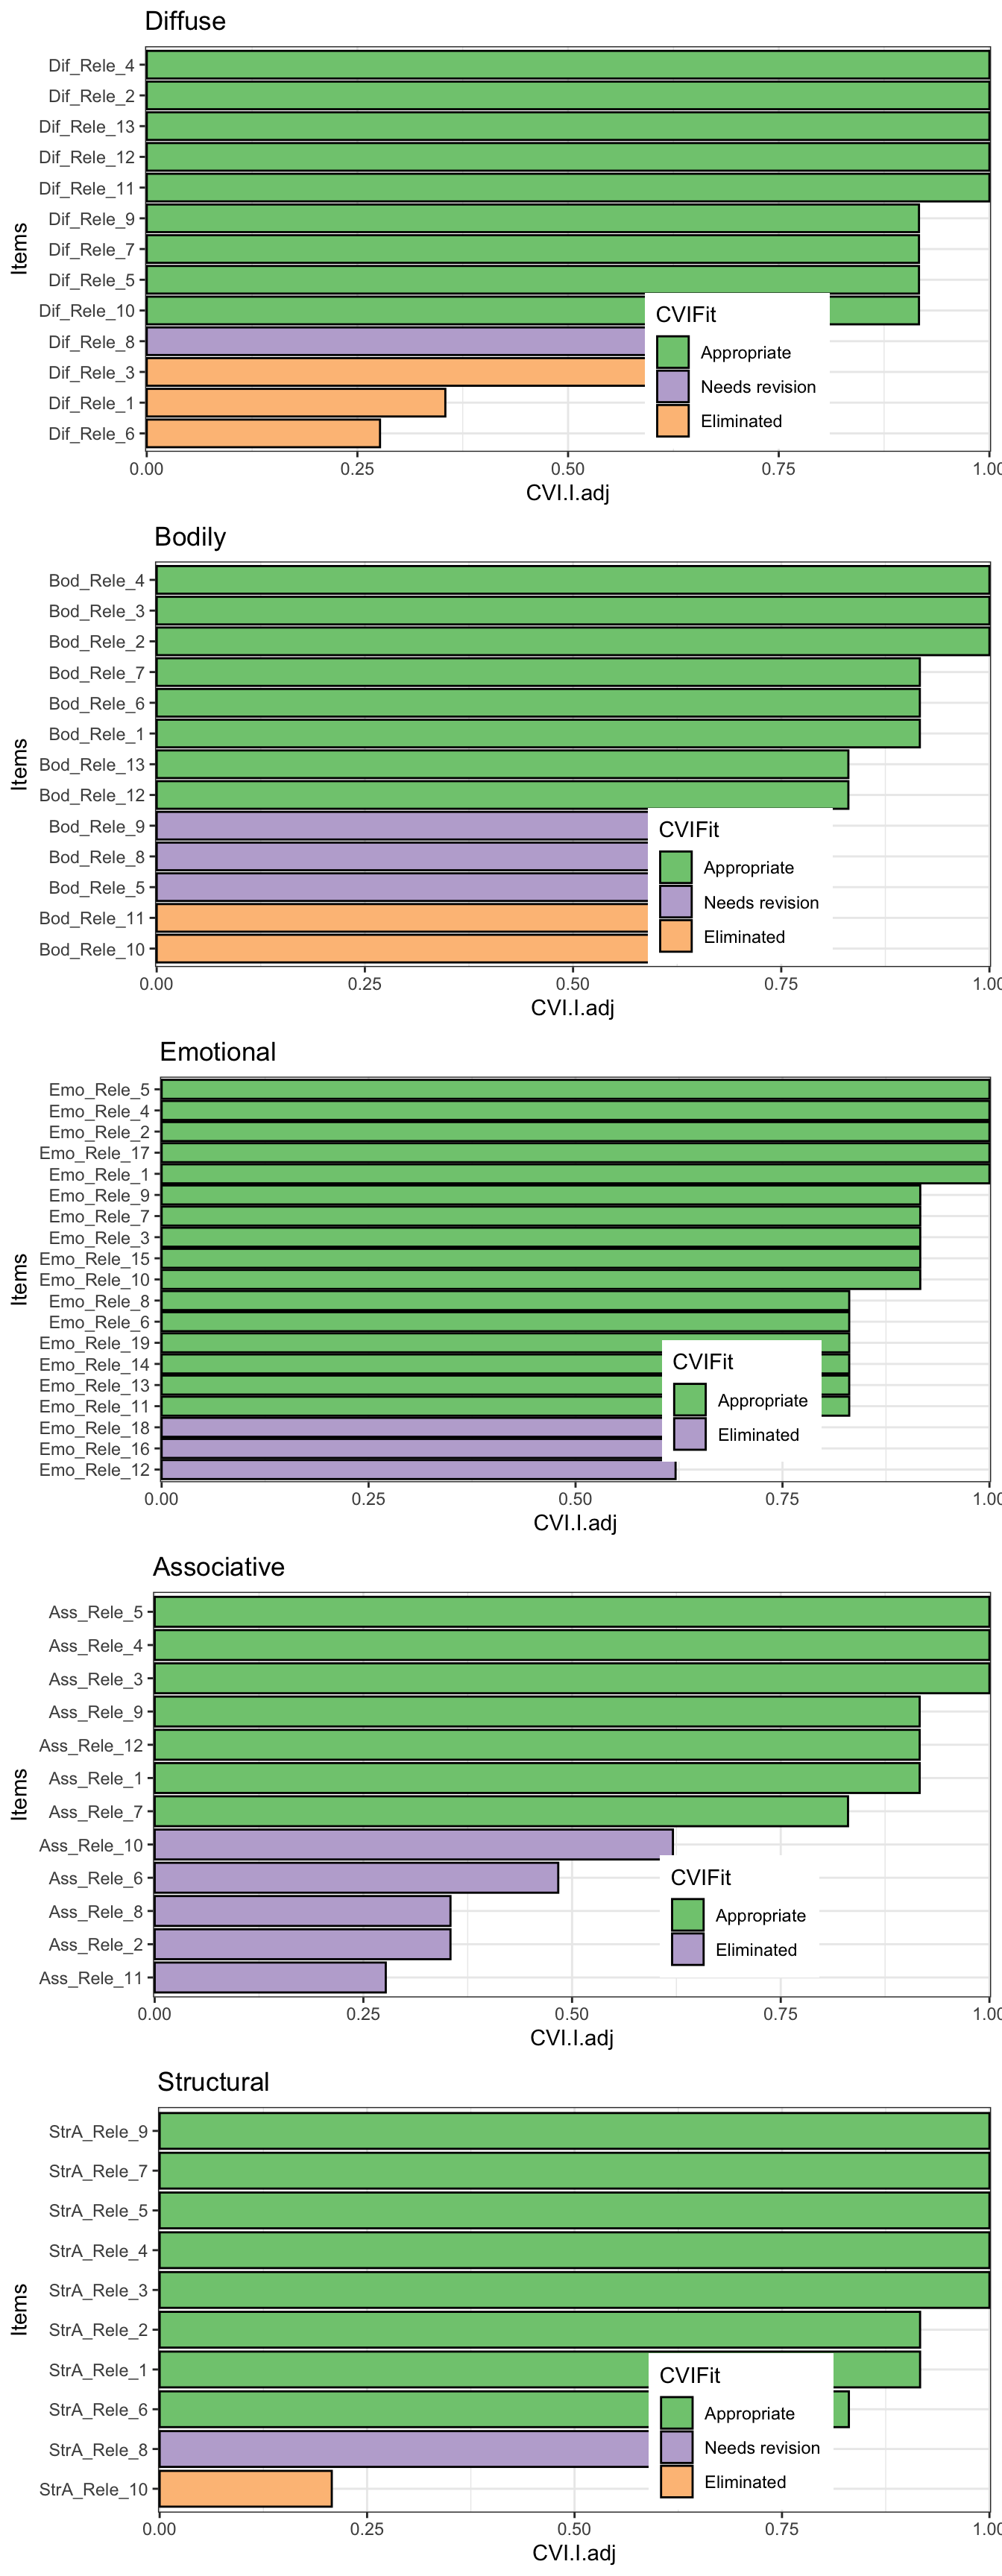 Diffuse
Items
Dif_Rele_4
Dif_Rele_2
Dif_Rele_13
Dif_Rele_12
Dif_Rele_11
Dif_Rele_9
Dif_Rele_7
Dif_Rele_5
Dif_Rele_10
Dif_Rele_8
Dif_Rele_3
Dif_Rele_1
Dif_Rele_6
CVIFit
Appropriate
Needs revision
Eliminated
0.00 0.25 0.50 0.75 1.00
CVI.I.adj
Bodily
Items
Bod_Rele_4
Bod_Rele_3
Bod_Rele_2
Bod_Rele_7
Bod_Rele_6
Bod_Rele_1
Bod_Rele_13
Bod_Rele_12
Bod_Rele_9
Bod_Rele_8
Bod_Rele_5
Bod_Rele_11
Bod_Rele_10
CVIFit
Appropriate
Needs revision
Eliminated
0.00 0.25 0.50 0.75 1.00
CVI.I.adj
Emotional
Items
Emo_Rele_5
Emo_Rele_4
Emo_Rele_2
Emo_Rele_17
Emo_Rele_1
Emo_Rele_9
Emo_Rele_7
Emo_Rele_3
Emo_Rele_15
Emo_Rele_10
Emo_Rele_8
Emo_Rele_6
Emo_Rele_19
Emo_Rele_14
Emo_Rele_13
Emo_Rele_11
Emo_Rele_18
Emo_Rele_16
Emo_Rele_12
CVIFit
Appropriate
Eliminated
0.00 0.25 0.50 0.75 1.00
CVI.I.adj
Associative
Items
Ass_Rele_5
Ass_Rele_4
Ass_Rele_3
Ass_Rele_9
Ass_Rele_12
Ass_Rele_1
Ass_Rele_7
Ass_Rele_10
Ass_Rele_6
Ass_Rele_8
Ass_Rele_2
Ass_Rele_11
CVIFit
Appropriate
Eliminated
0.00 0.25 0.50 0.75 1.00
CVI.I.adj
Structural
Items
StrA_Rele_9
StrA_Rele_7
StrA_Rele_5
StrA_Rele_4
StrA_Rele_3
StrA_Rele_2
StrA_Rele_1
StrA_Rele_6
StrA_Rele_8
StrA_Rele_10
CVIFit
Appropriate
Needs revision
Eliminated
0.00 0.25 0.50 0.75 1.00
CVI.I.adj